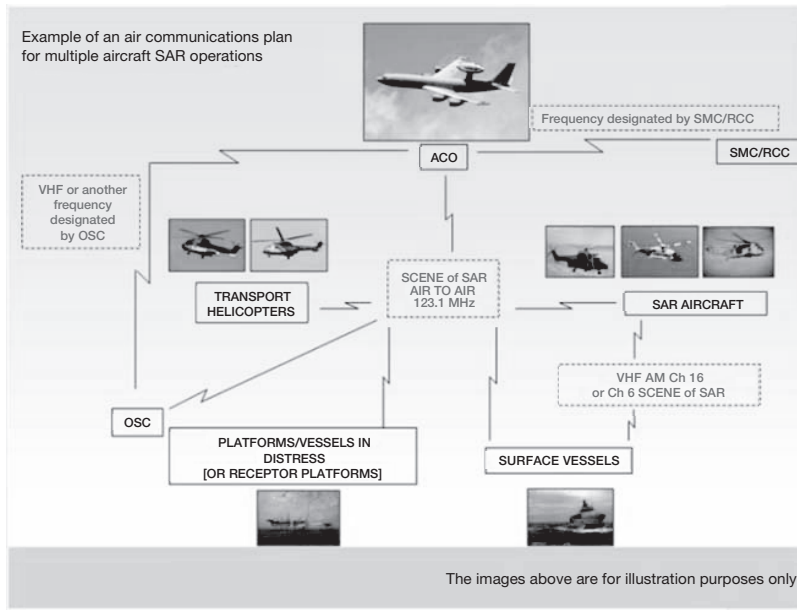 Example of an air communications plan
for multiple aircraft SAR operations
Frequency designated by SMC/RCC
ACO
SMC/RCC
VHF or another
frequency
designated
by OSC
TRANSPORT
HELICOPTERS
SCENE of SAR
AIR TO AIR
123.1 MHz
SAR AIRCRAFT
VHF AM Ch 16
or Ch 6 SCENE of SAR
OSC
PLATFORMS/VESSELS IN
DISTRESS
[OR RECEPTOR PLATFORMS]
SURFACE VESSELS
The images above are for illustration purposes only